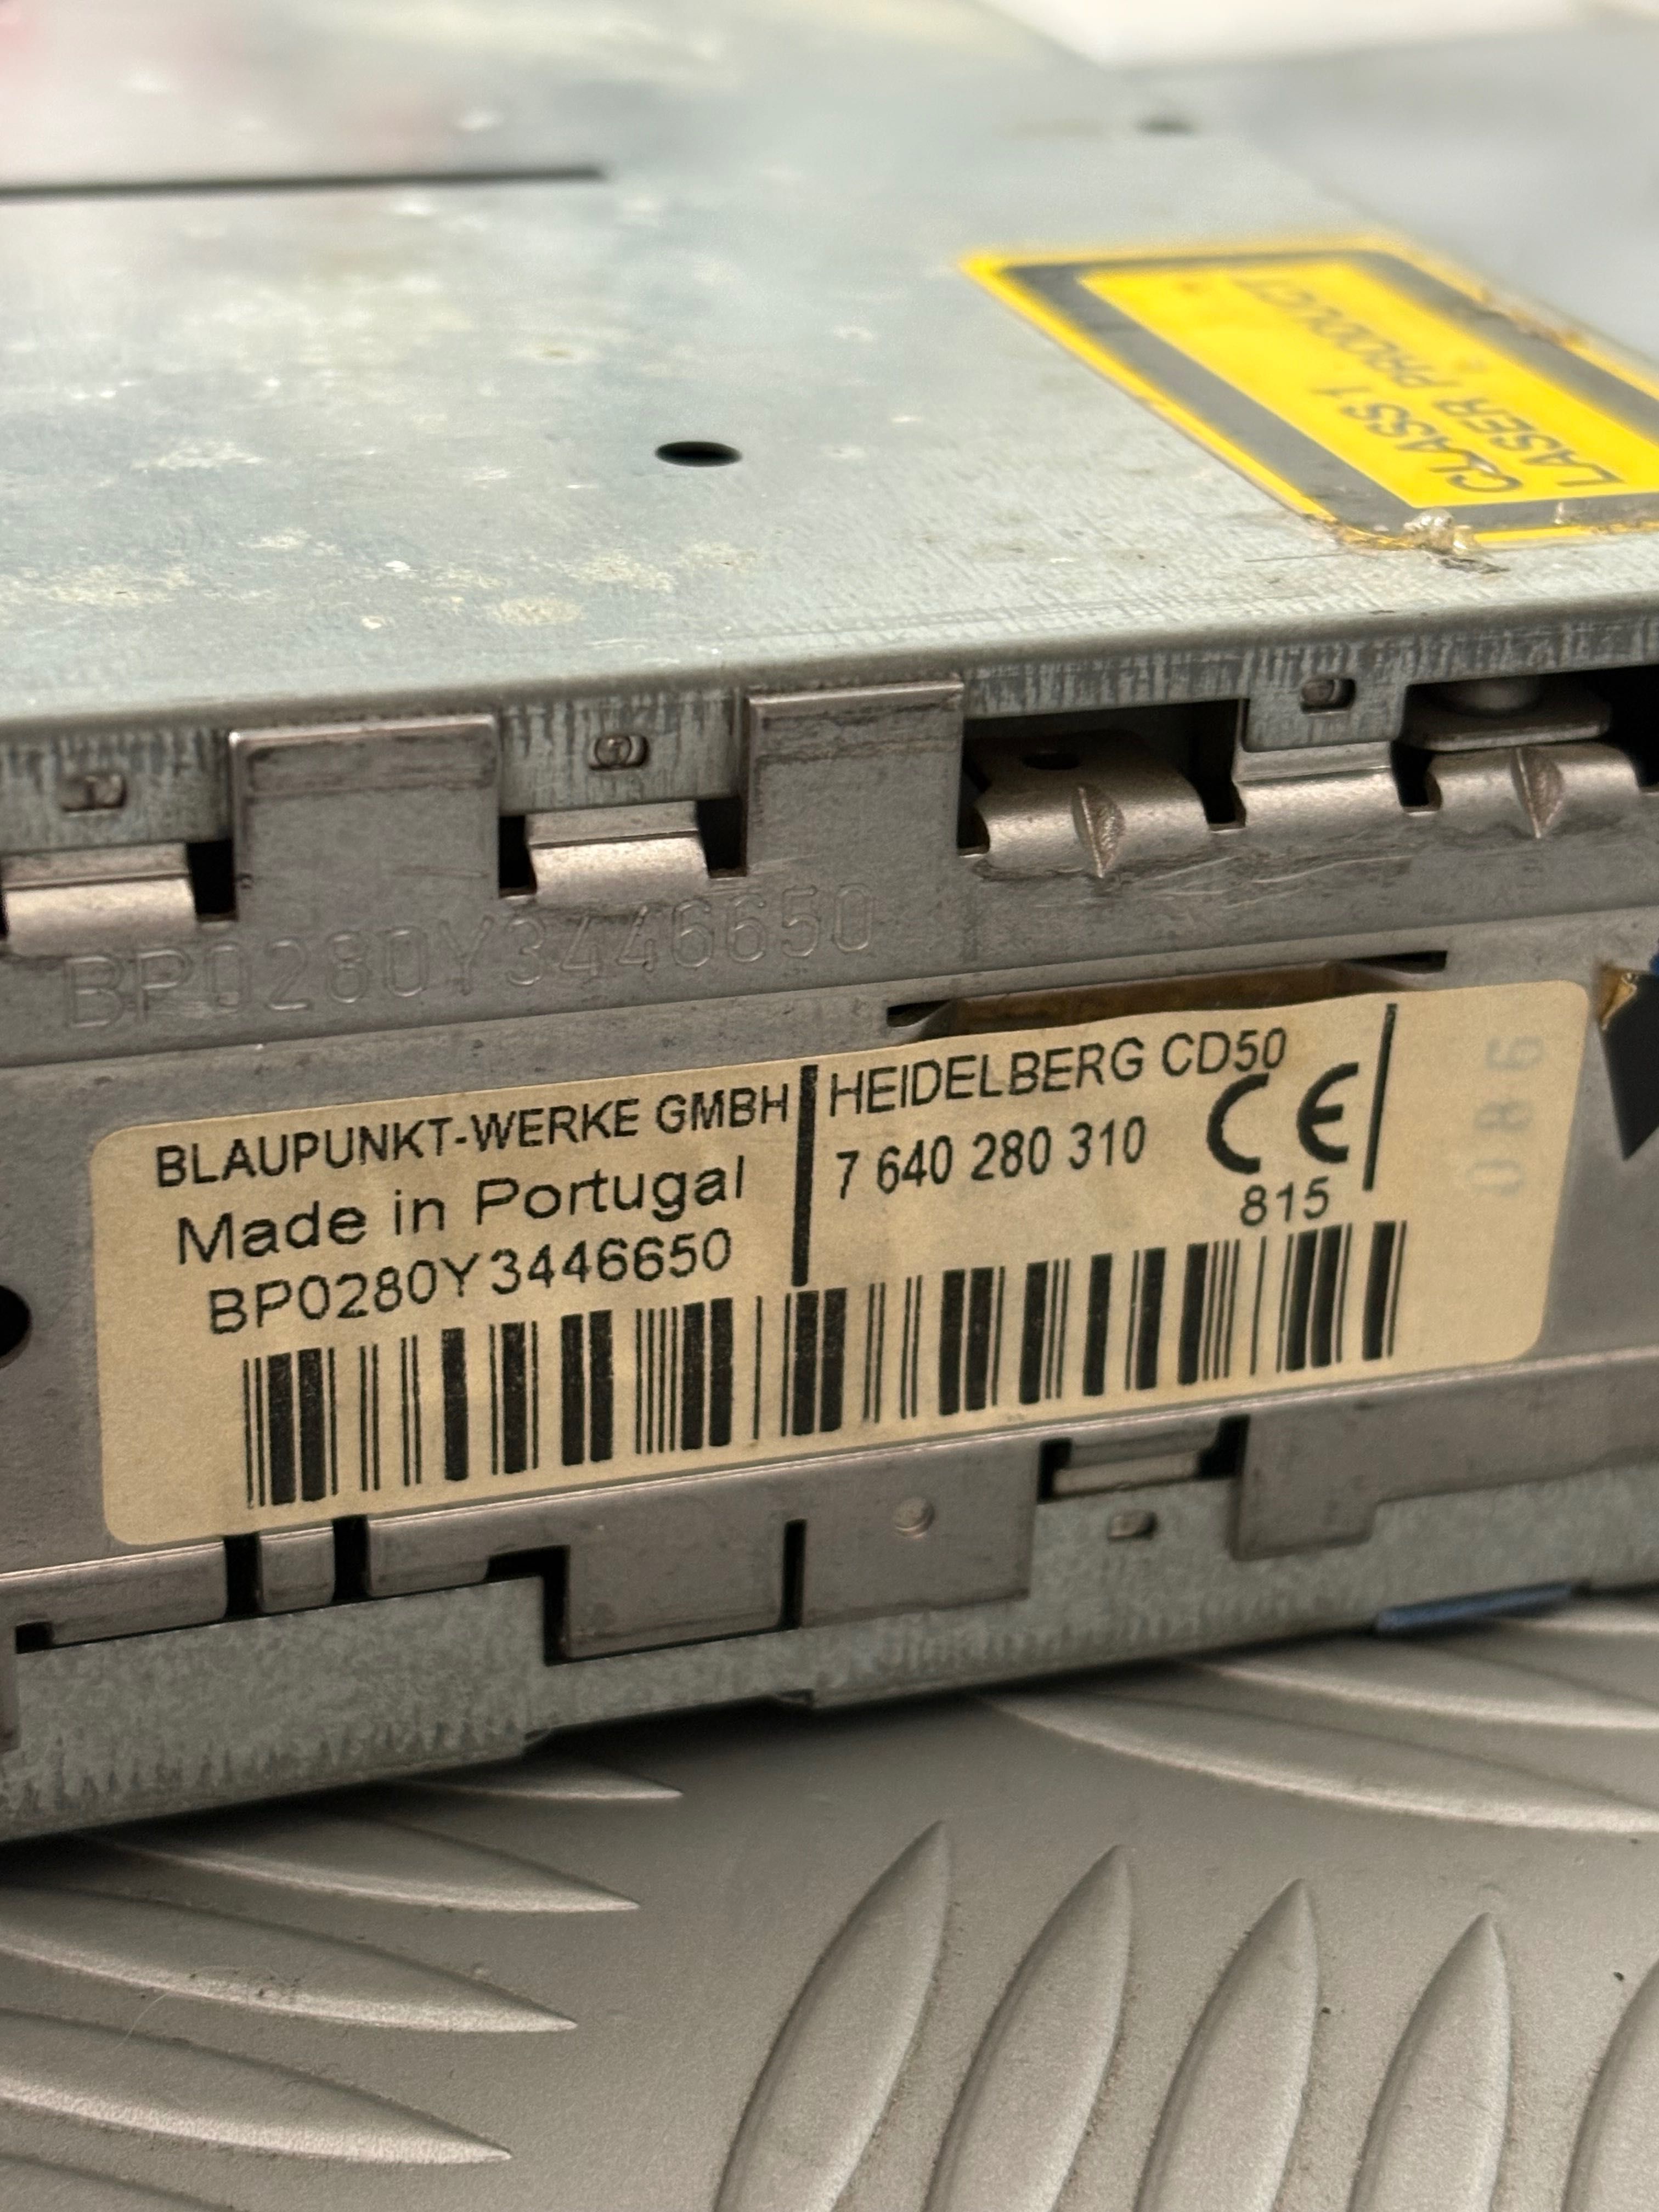 CLASS 1
LASER PRODUCT
BP0280Y3446650
BLAUPUNKT-WERKE GMBH
Made in Portugal
BP0280Y3446650
HEIDELBERG CD50
7 640 280 310
CE
815
086